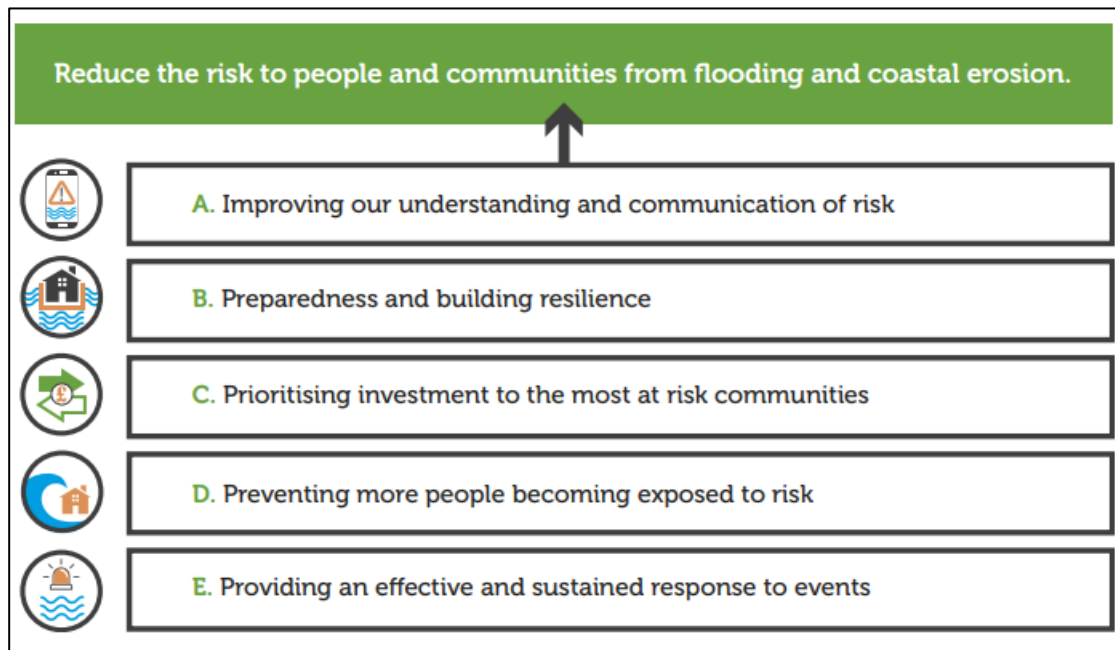 Reduce the risk to people and communities from flooding and coastal erosion.
A. Improving our understanding and communication of risk
B. Preparedness and building resilience
£
C. Prioritising investment to the most at risk communities
D. Preventing more people becoming exposed to risk
E. Providing an effective and sustained response to events